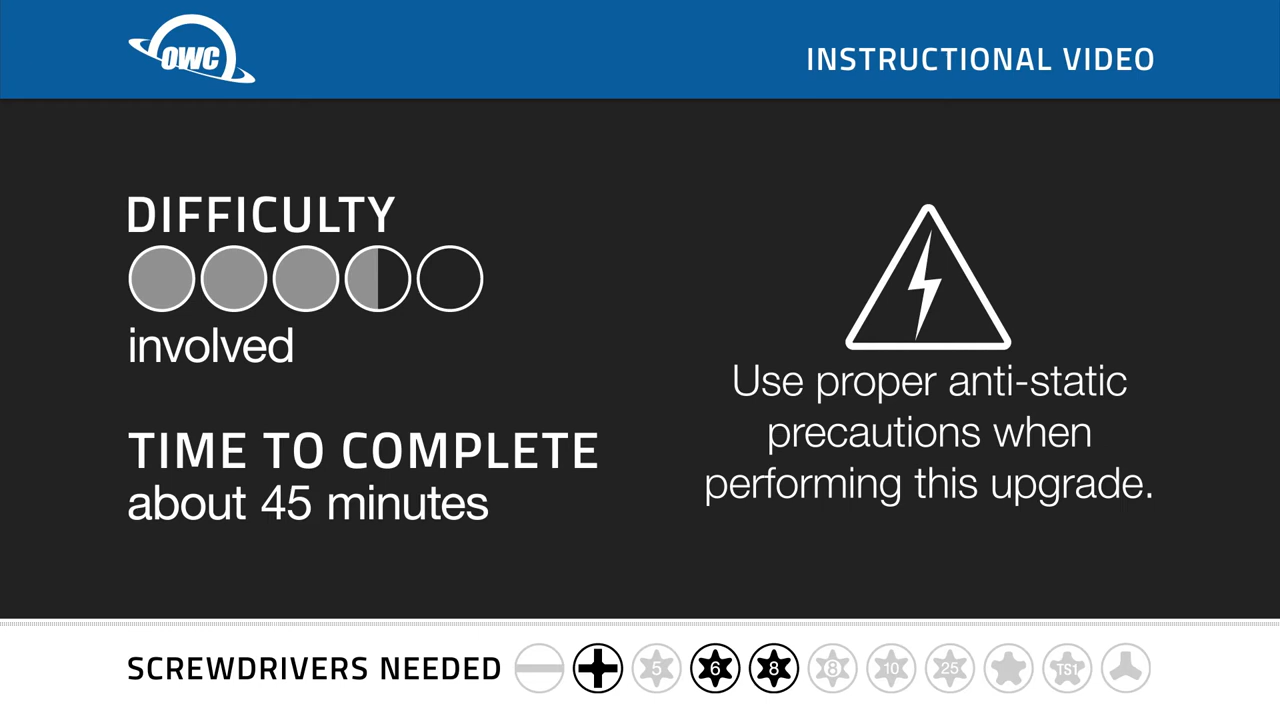 OWC
INSTRUCTIONAL VIDEO
DIFFICULTY
involved
TIME TO COMPLETE
about 45 minutes
Use proper anti-static
precautions when
performing this upgrade.
SCREWDRIVERS NEEDED 5 6 8 8 10 25 TS1